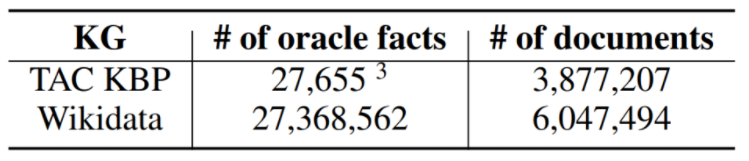 KG # of oracle facts # of documents
TAC KBP 27,655 3 3,877,207
Wikidata 27,368,562 6,047,494